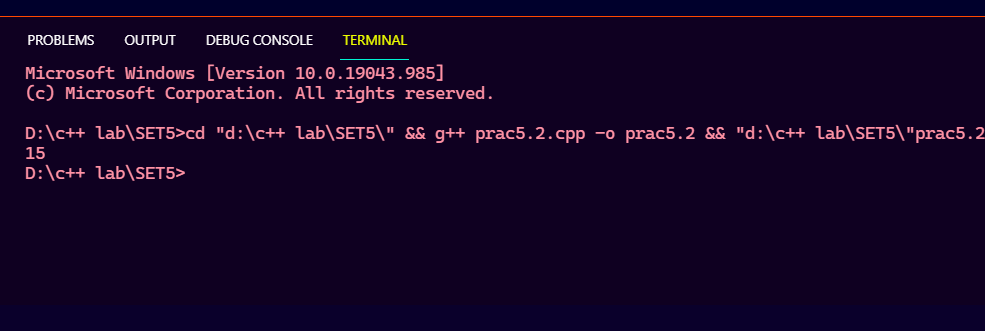 PROBLEMS OUTPUT DEBUG CONSOLE TERMINAL
Microsoft Windows [Version 10.0.19043.985]
(c) Microsoft Corporation. All rights reserved.
D:\c++ lab\SET5>cd "d:\c++ lab\SET5\" && g++ prac5.2.cpp -o prac5.2 && "d:\c++ lab\SET5\"prac5.2
15
D:\c++ lab\SET5>